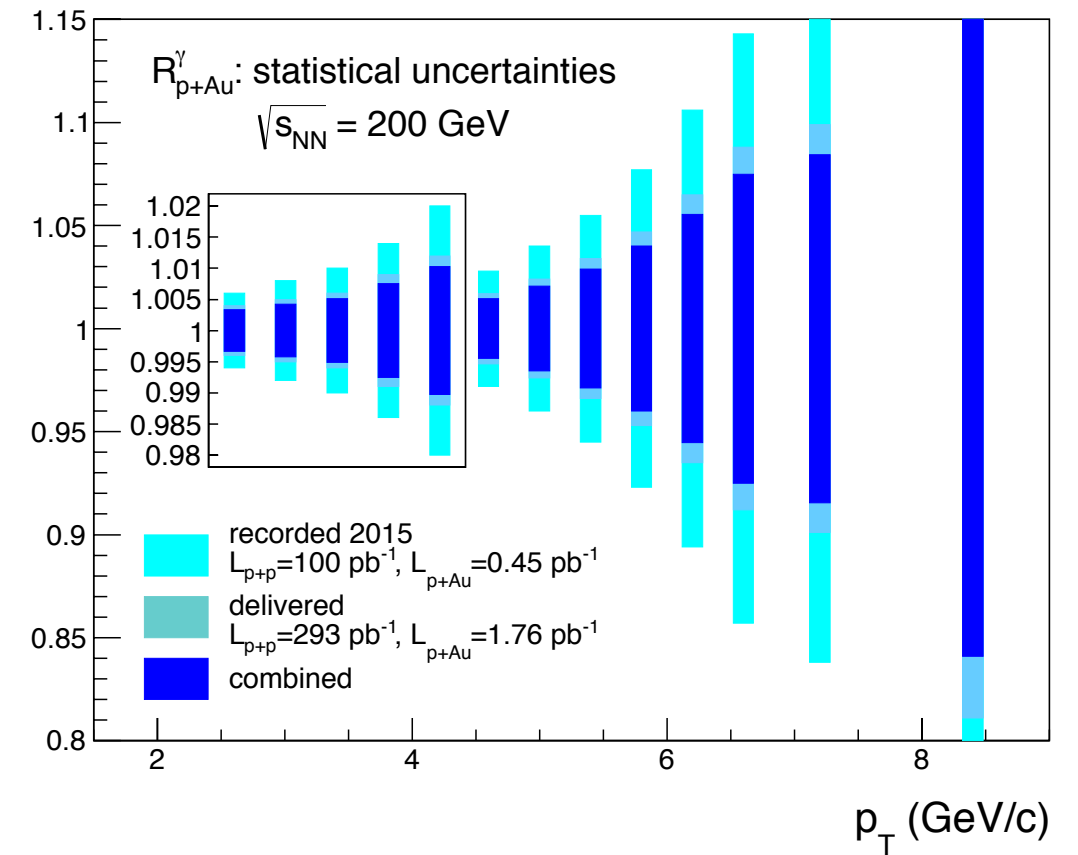 R^γ_p+Au: statistical uncertainties
√s_NN = 200 GeV
1.15
1.1
1.05
1
0.95
0.9
0.85
0.8
1.02
1.015
1.01
1.005
1
0.995
0.99
0.985
0.98
recorded 2015
L_p+p=100 pb^-1, L_p+Au=0.45 pb^-1
delivered
L_p+p=293 pb^-1, L_p+Au=1.76 pb^-1
combined
2 4 6 8
p_T (GeV/c)